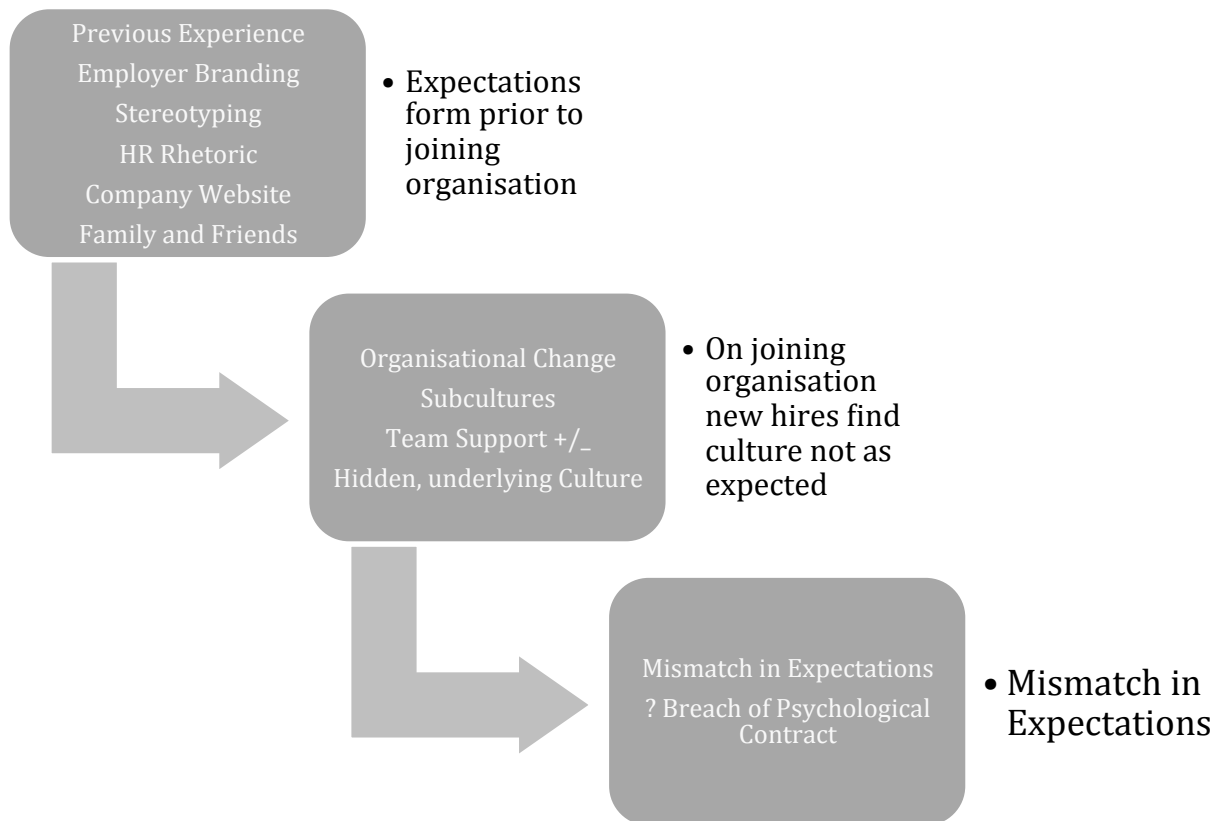 Previous Experience
Employer Branding
Stereotyping
HR Rhetoric
Company Website
Family and Friends
• Expectations
form prior to
joining
organisation
Organisational Change
Subcultures
Team Support +/_
Hidden, underlying Culture
• On joining
organisation
new hires find
culture not as
expected
Mismatch in Expectations
? Breach of Psychological
Contract
• Mismatch in
Expectations